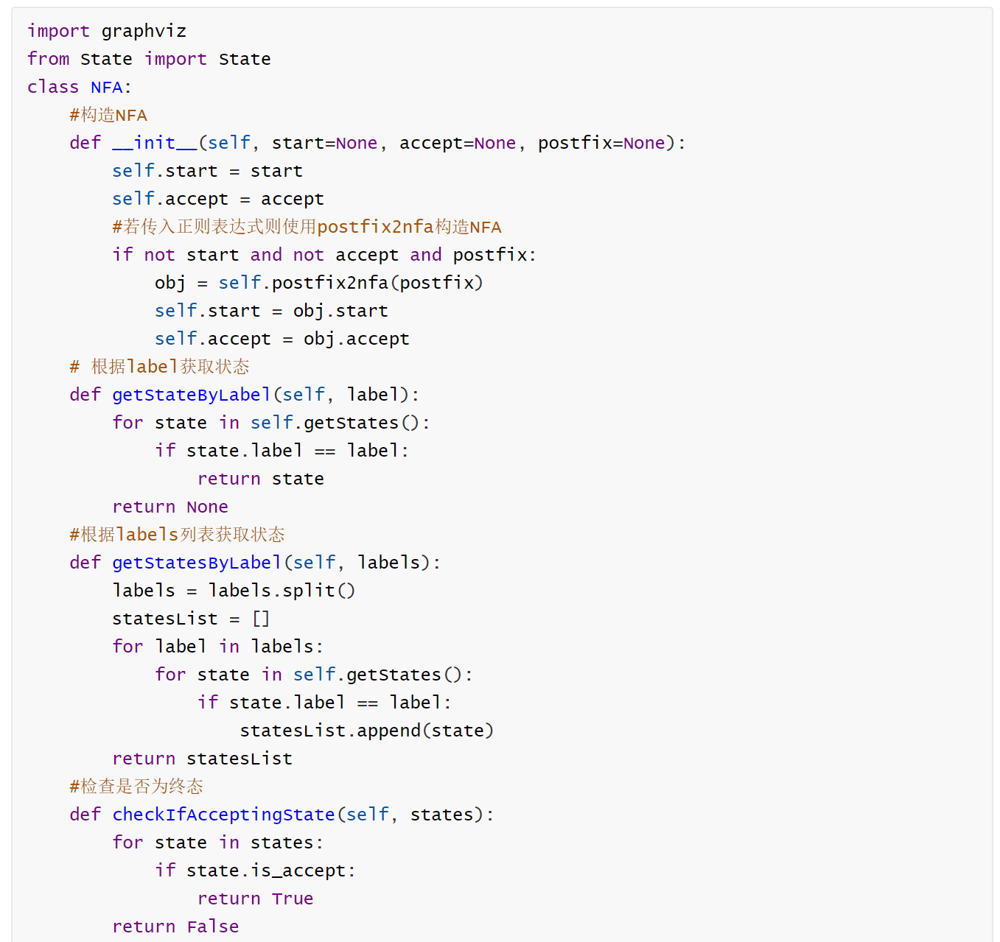 import graphviz
from State import State
class NFA:
    #构造NFA
    def __init__(self, start=None, accept=None, postfix=None):
        self.start = start
        self.accept = accept
        #若传入正则表达式则使用postfix2nfa构造NFA
        if not start and not accept and postfix:
            obj = self.postfix2nfa(postfix)
            self.start = obj.start
            self.accept = obj.accept
    # 根据label获取状态
    def getStateByLabel(self, label):
        for state in self.getStates():
            if state.label == label:
                return state
        return None
    #根据labels列表获取状态
    def getStatesByLabel(self, labels):
        labels = labels.split()
        statesList = []
        for label in labels:
            for state in self.getStates():
                if state.label == label:
                    statesList.append(state)
        return statesList
    #检查是否为终态
    def checkIfAcceptingState(self, states):
        for state in states:
            if state.is_accept:
                return True
        return False